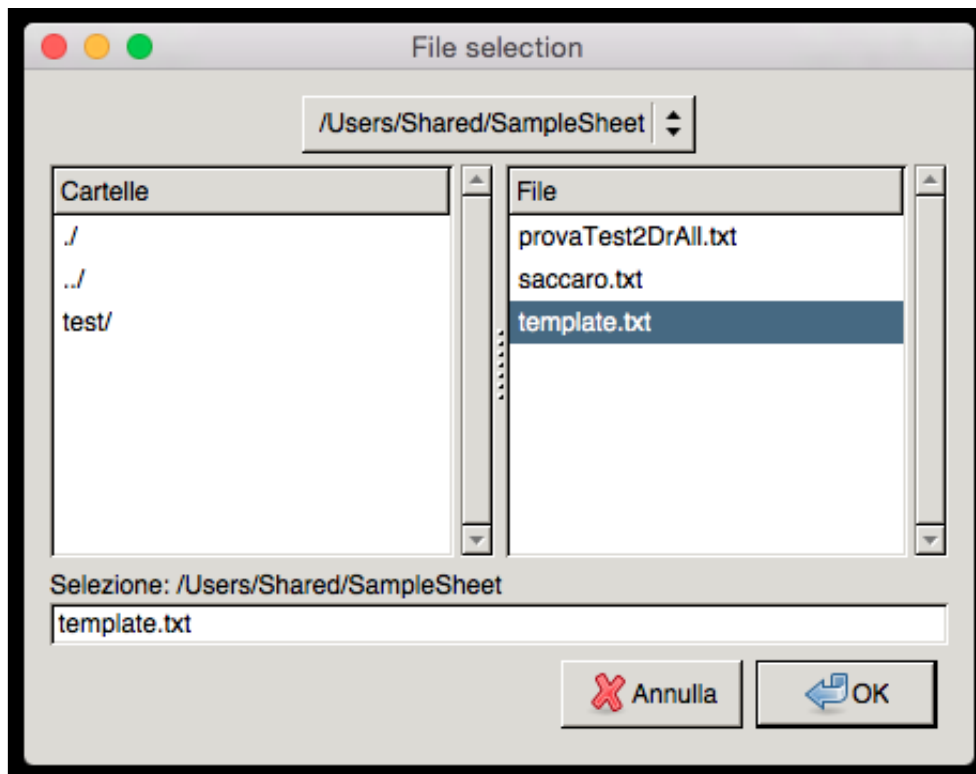 File selection
/Users/Shared/SampleSheet
Cartelle
./
../
test/
File
provaTest2DrAll.txt
saccaro.txt
template.txt
Selezione: /Users/Shared/SampleSheet
template.txt
Annulla
OK